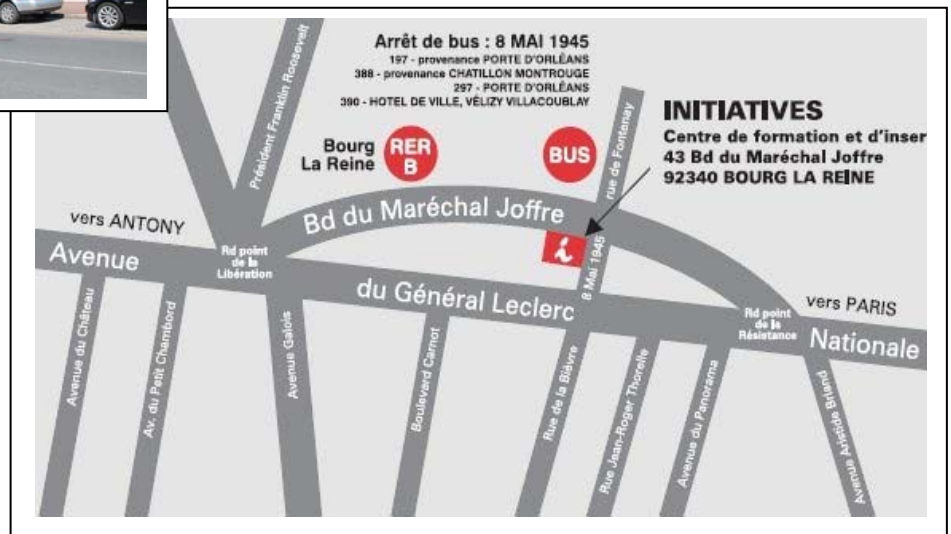 Arrêt de bus : 8 MAI 1945
197 - provenance PORTE D'ORLÉANS
388 - provenance CHATILLON MONTROUGE
297 - PORTE D'ORLÉANS
390 - HOTEL DE VILLE, VÉLIZY VILLACOUBLAY
Bourg
La Reine
RER
B
BUS
INITIATIVES
Centre de formation et d'inser
43 Bd du Maréchal Joffre
92340 BOURG LA REINE
Président Franklin Roosevelt
rue de Fontenay
Bd du Maréchal Joffre
vers ANTONY
Avenue
Rd point
de la
Libération
i
8 Mai 1945
du Général Leclerc
vers PARIS
Rd point
de la
Résistance
Nationale
Avenue du Château
Av. du Petit Chambord
Avenue Galois
Boulevard Carnot
Rue de la Bièvre
Rue Jean-Roger Thorelle
Avenue du Panorama
Avenue Aristide Briand